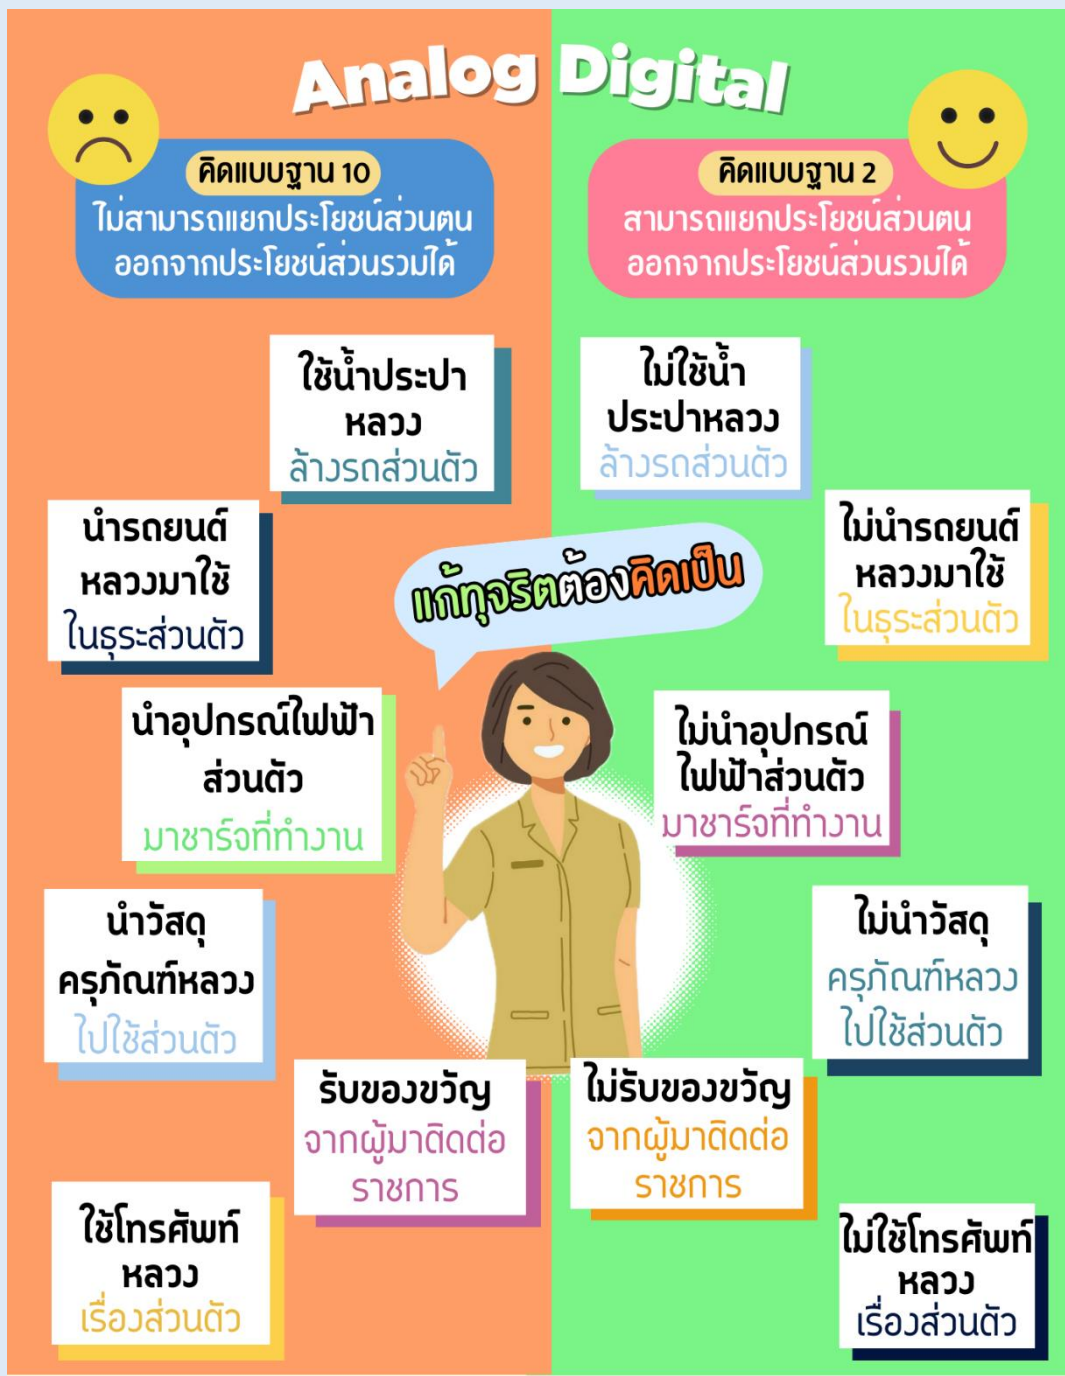 Analog Digital
คิดแบบฐาน 10
ไม่สามารถแยกประโยชน์ส่วนตน
ออกจากประโยชน์ส่วนรวมได้
คิดแบบฐาน 2
สามารถแยกประโยชน์ส่วนตน
ออกจากประโยชน์ส่วนรวมได้
ใช้น้ำประปา
หลวง
ล้างรถส่วนตัว
ไม่ใช้น้ำ
ประปาหลวง
ล้างรถส่วนตัว
นำรถยนต์
หลวงมาใช้
ในธุระส่วนตัว
แก้ทุจริตต้องคิดเป็น
ไม่นำรถยนต์
หลวงมาใช้
ในธุระส่วนตัว
นำอุปกรณ์ไฟฟ้า
ส่วนตัว
มาชาร์จที่ทำงาน
ไม่นำอุปกรณ์
ไฟฟ้าส่วนตัว
มาชาร์จที่ทำงาน
นำวัสดุ
ครุภัณฑ์หลวง
ไปใช้ส่วนตัว
ไม่นำวัสดุ
ครุภัณฑ์หลวง
ไปใช้ส่วนตัว
รับของขวัญ
จากผู้มาติดต่อ
ราชการ
ไม่รับของขวัญ
จากผู้มาติดต่อ
ราชการ
ใช้โทรศัพท์
หลวง
เรื่องส่วนตัว
ไม่ใช้โทรศัพท์
หลวง
เรื่องส่วนตัว